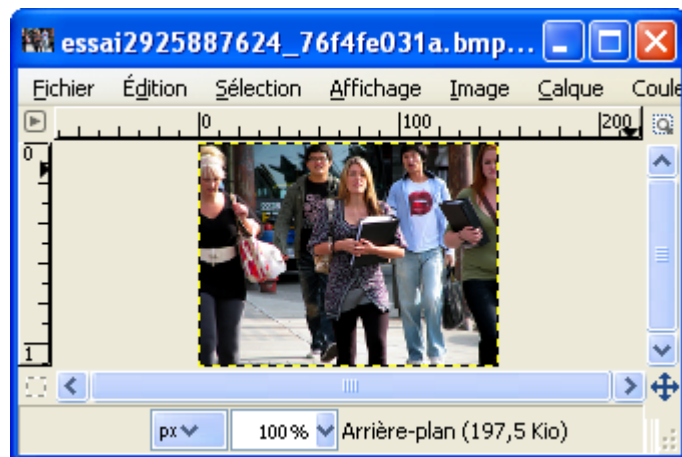 essai2925887624_76f4fe031a.bmp...
Fichier Édition Sélection Affichage Image Calque Coule
0 100 200
0
1
px 100 % Arrière-plan (197,5 Kio)